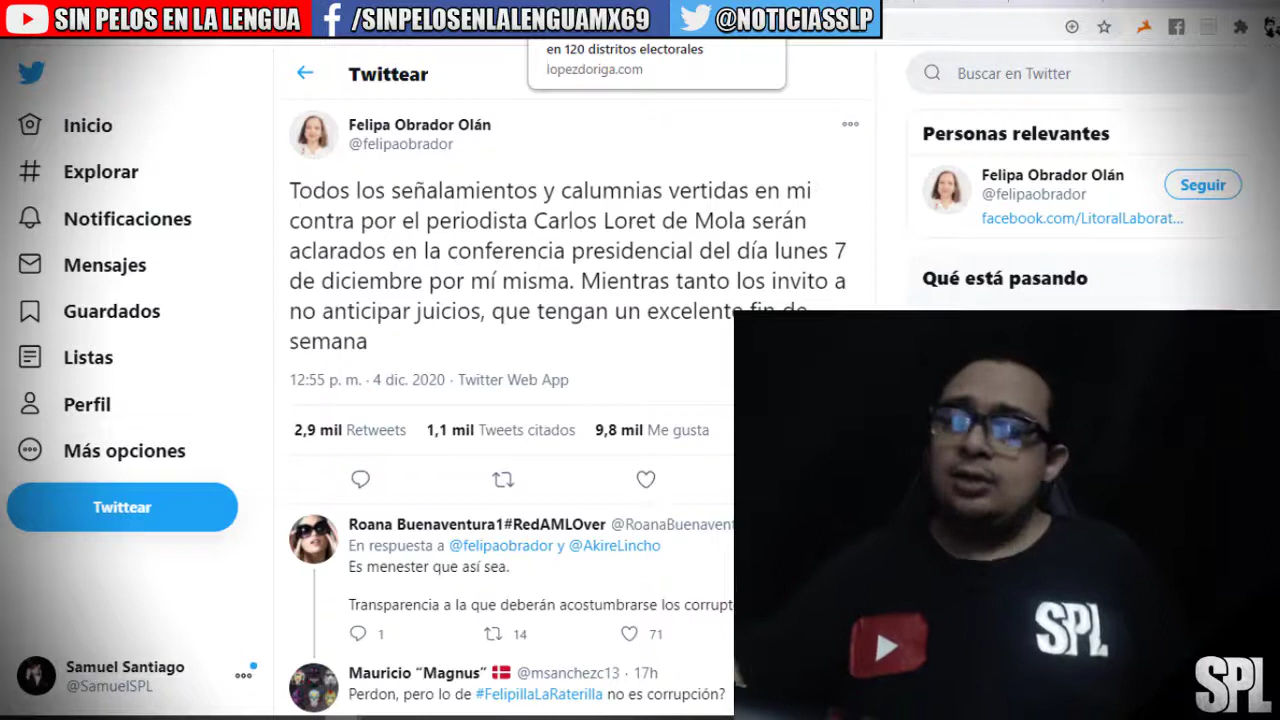 SIN PELOS EN LA LENGUA
/SINPELOSENLALENGUAMX69
@NOTICIASSLP
en 120 distritos electorales
lopezdoriga.com
Twittear
Buscar en Twitter
Inicio
Explorar
Notificaciones
Mensajes
Guardados
Listas
Perfil
Más opciones
Twittear
Samuel Santiago
@SamuelSPL
Felipa Obrador Olán
@felipaobrador
Todos los señalamientos y calumnias vertidas en mi
contra por el periodista Carlos Loret de Mola serán
aclarados en la conferencia presidencial del día lunes 7
de diciembre por mí misma. Mientras tanto los invito a
no anticipar juicios, que tengan un excelente fin de
semana
12:55 p. m. · 4 dic. 2020 · Twitter Web App
2,9 mil Retweets 1,1 mil Tweets citados 9,8 mil Me gusta
Roana Buenaventura1#RedAMLOver @RoanaBuenavent
En respuesta a @felipaobrador y @AkireLincho
Es menester que así sea.
Transparencia a la que deberán acostumbrarse los corrupt
1 14 71
Mauricio “Magnus” @msanchezc13 · 17h
Perdon, pero lo de #FelipillaLaRaterilla no es corrupción?
Personas relevantes
Felipa Obrador Olán
@felipaobrador
Seguir
facebook.com/LitoralLaborat...
Qué está pasando
SPL
SPL